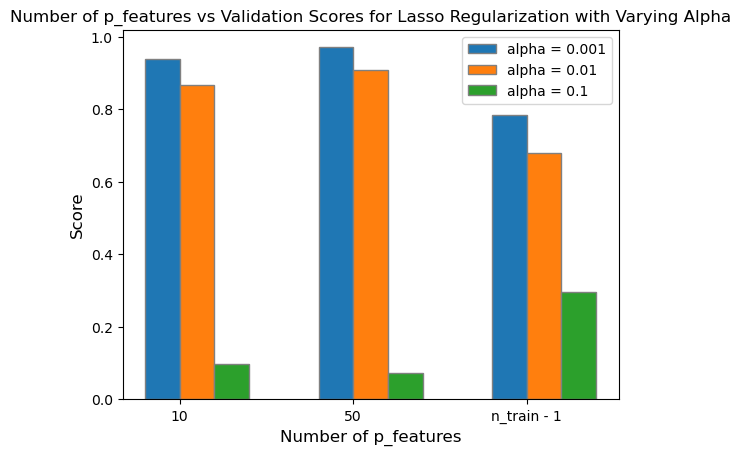 Number of p_features vs Validation Scores for Lasso Regularization with Varying Alpha
1.0
0.8
0.6
0.4
0.2
0.0
Score
alpha = 0.001
alpha = 0.01
alpha = 0.1
10
50
n_train - 1
Number of p_features